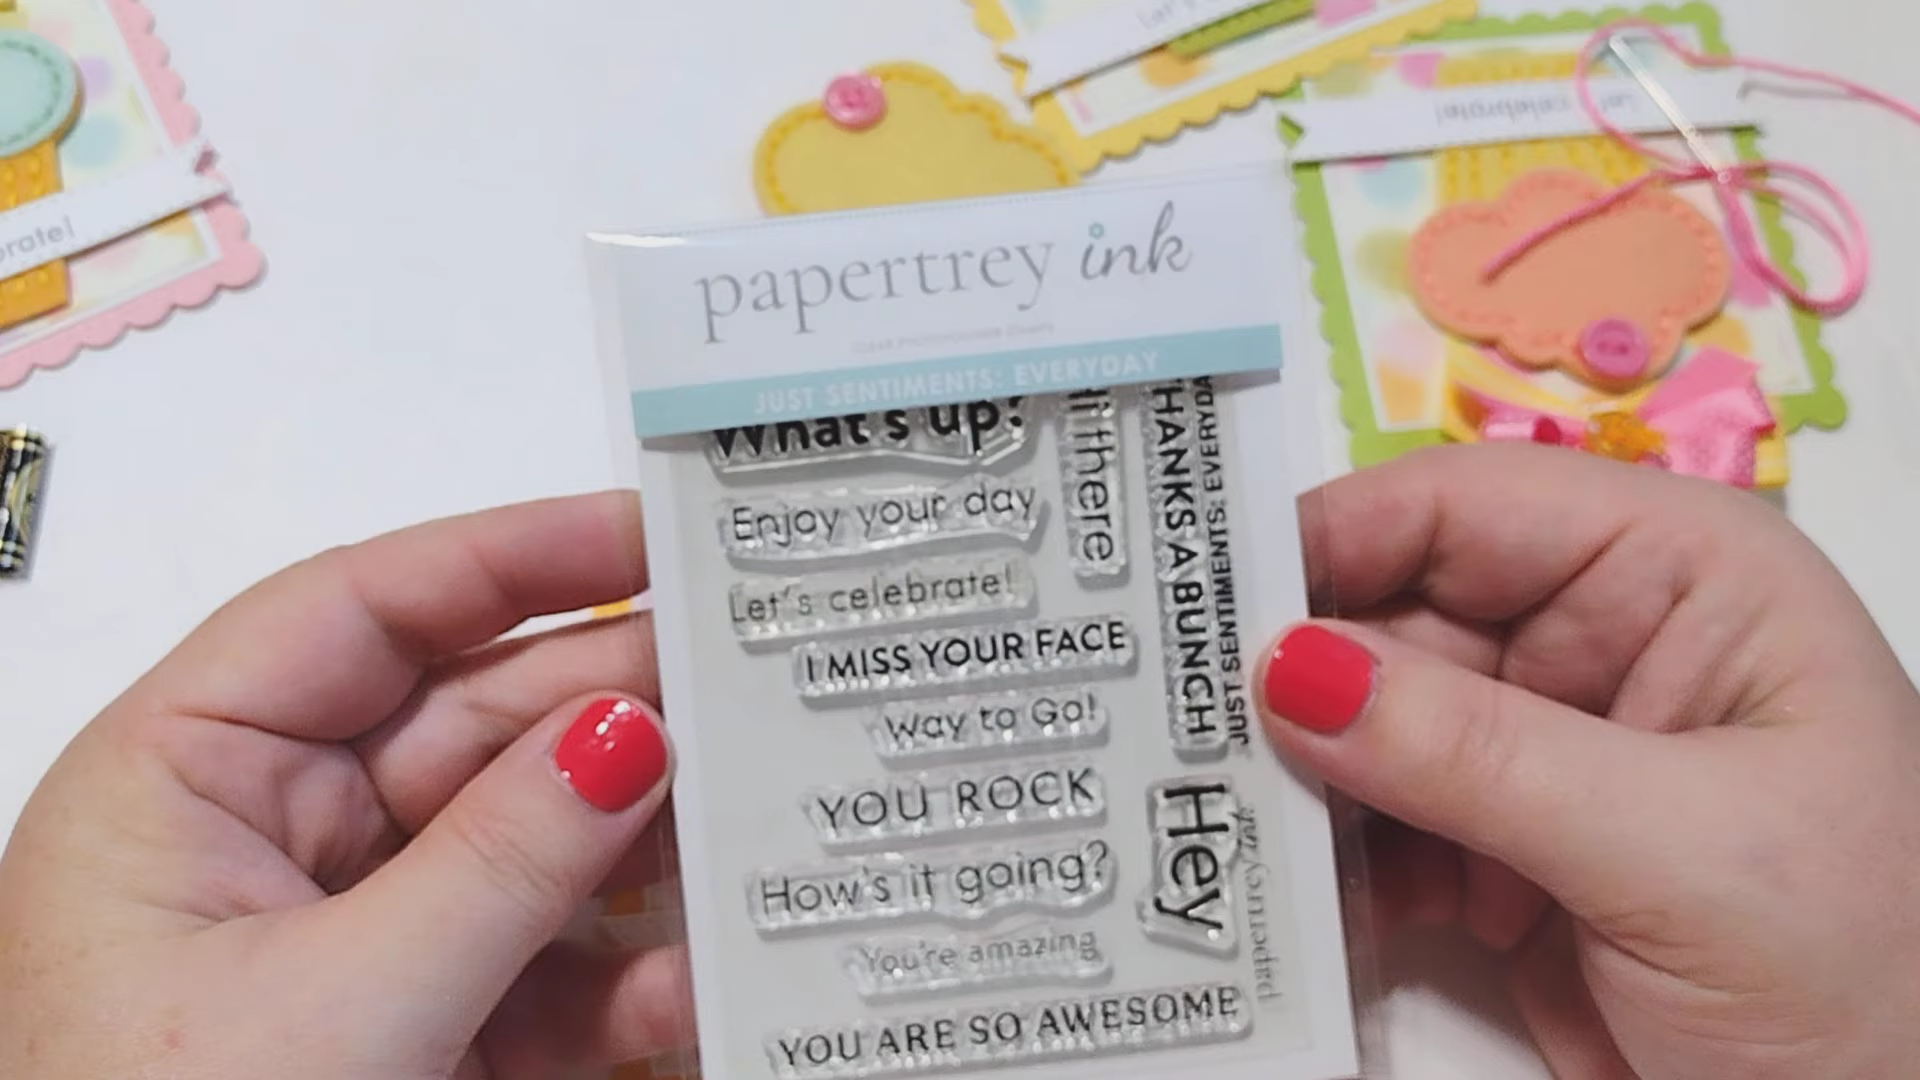 papertrey ink
JUST SENTIMENTS: EVERYDAY
What's up?
Enjoy your day
Let's celebrate!
I MISS YOUR FACE
Way to Go!
YOU ROCK
How's it going?
You're amazing
YOU ARE SO AWESOME
Hi there
THANKS A BUNCH
JUST SENTIMENTS: EVERYDAY
Hey
papertrey ink
Let's celebrate!